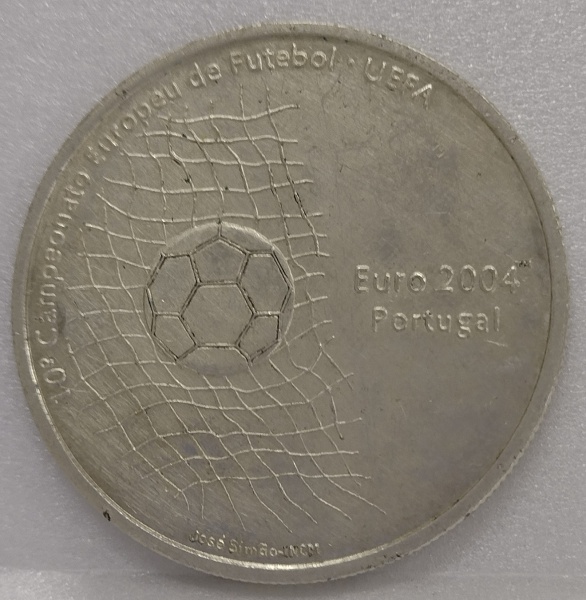 10º Campeonato Europeu de Futebol · UEFA
Euro 2004™
Portugal
José Simão-INCM